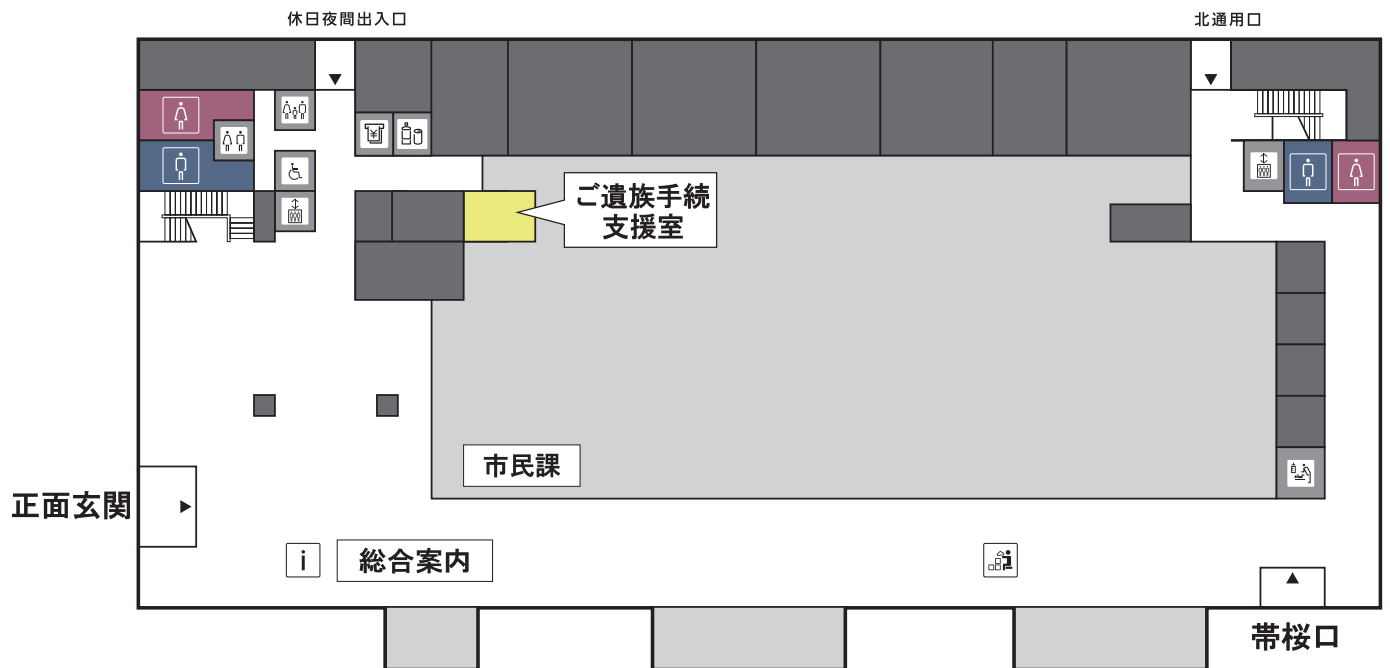 休日夜間出入口
北通用口
ご遺族手続
支援室
市民課
正面玄関
i
総合案内
帯桜口